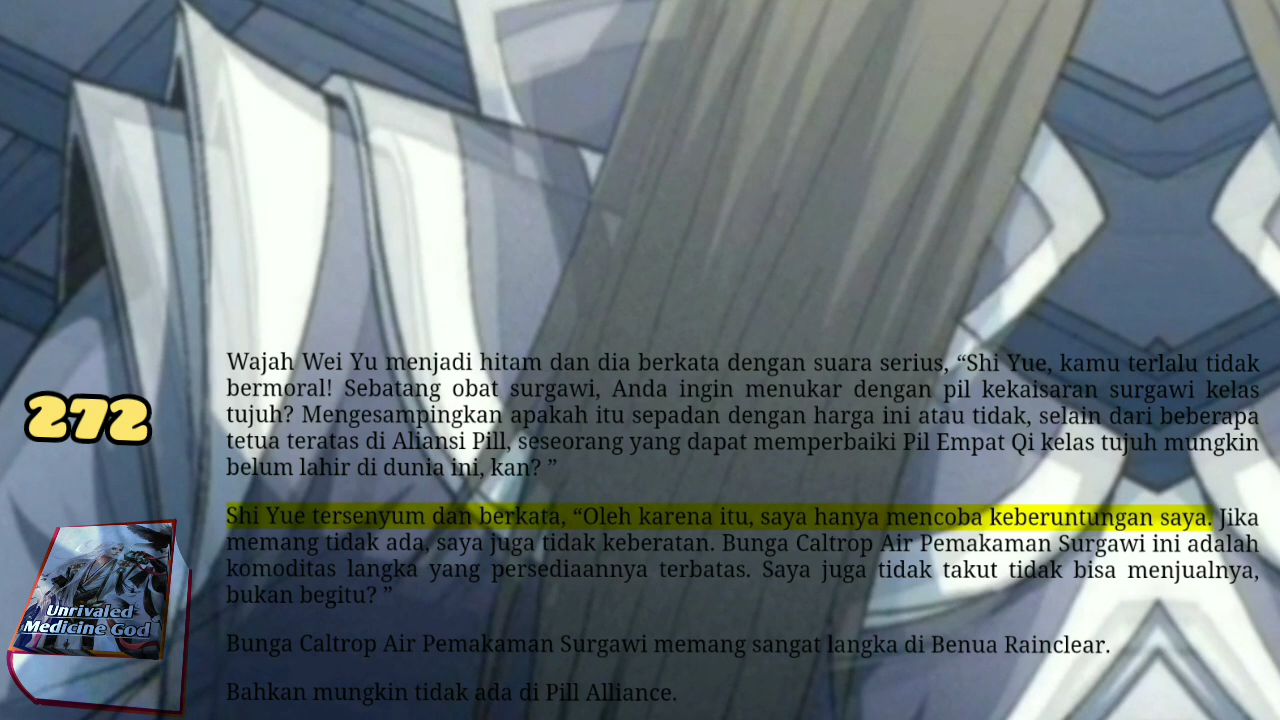 Wajah Wei Yu menjadi hitam dan dia berkata dengan suara serius, “Shi Yue, kamu terlalu tidak
bermoral! Sebatang obat surgawi, Anda ingin menukar dengan pil kekaisaran surgawi kelas
tujuh? Mengesampingkan apakah itu sepadan dengan harga ini atau tidak, selain dari beberapa
tetua teratas di Aliansi Pill, seseorang yang dapat memperbaiki Pil Empat Qi kelas tujuh mungkin
belum lahir di dunia ini, kan? ”
272
Shi Yue tersenyum dan berkata, “Oleh karena itu, saya hanya mencoba keberuntungan saya. Jika
memang tidak ada, saya juga tidak keberatan. Bunga Caltrop Air Pemakaman Surgawi ini adalah
komoditas langka yang persediaannya terbatas. Saya juga tidak takut tidak bisa menjualnya,
bukan begitu? ”
Unrivaled
Medicine God
Bunga Caltrop Air Pemakaman Surgawi memang sangat langka di Benua Rainclear.
Bahkan mungkin tidak ada di Pill Alliance.